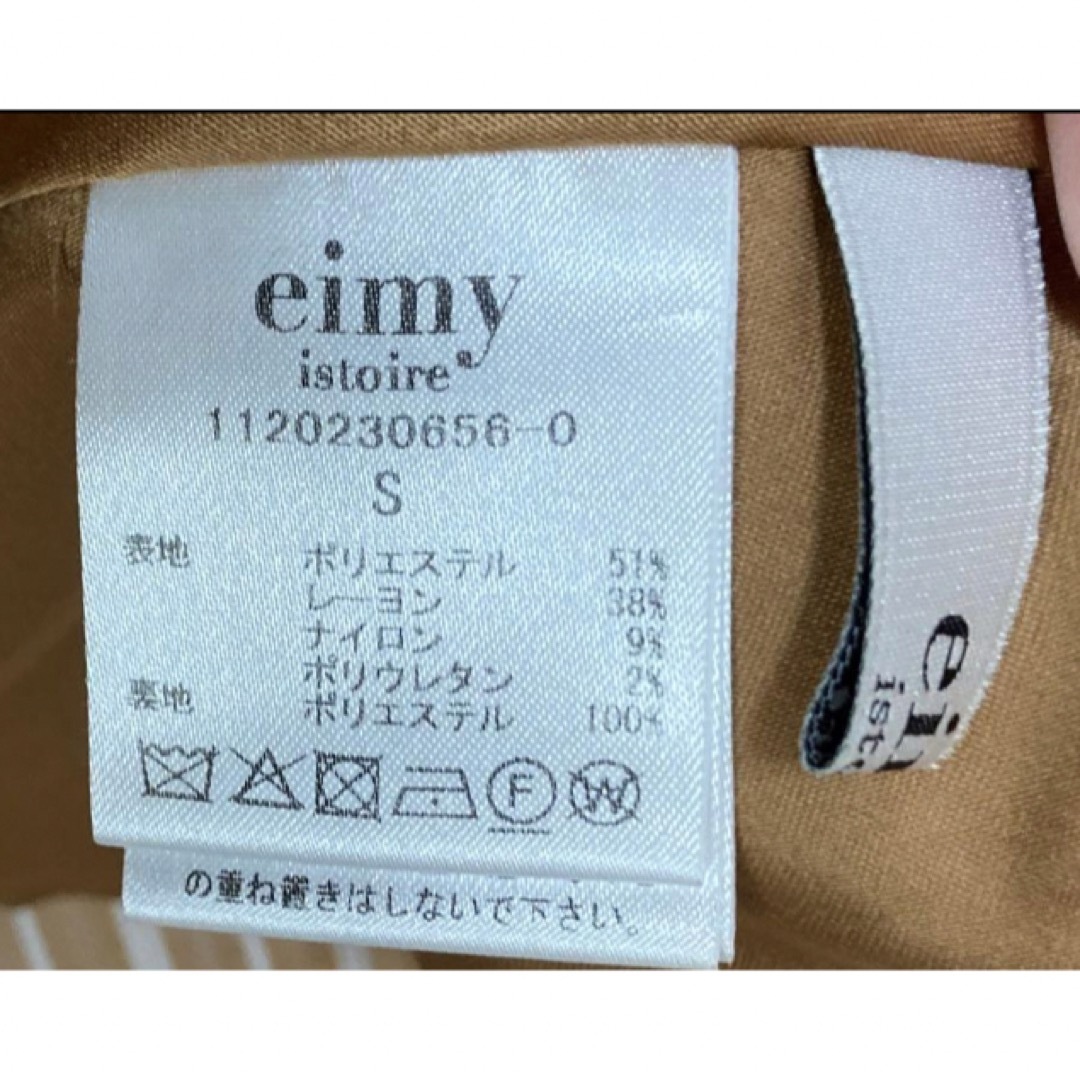 eimy
istoire®
1120230656-0
S
表地 ポリエステル 51%
レーヨン 38%
ナイロン 9%
ポリウレタン 2%
裏地 ポリエステル 100%
F
W
の重ね置きはしないで下さい。
ei
ist